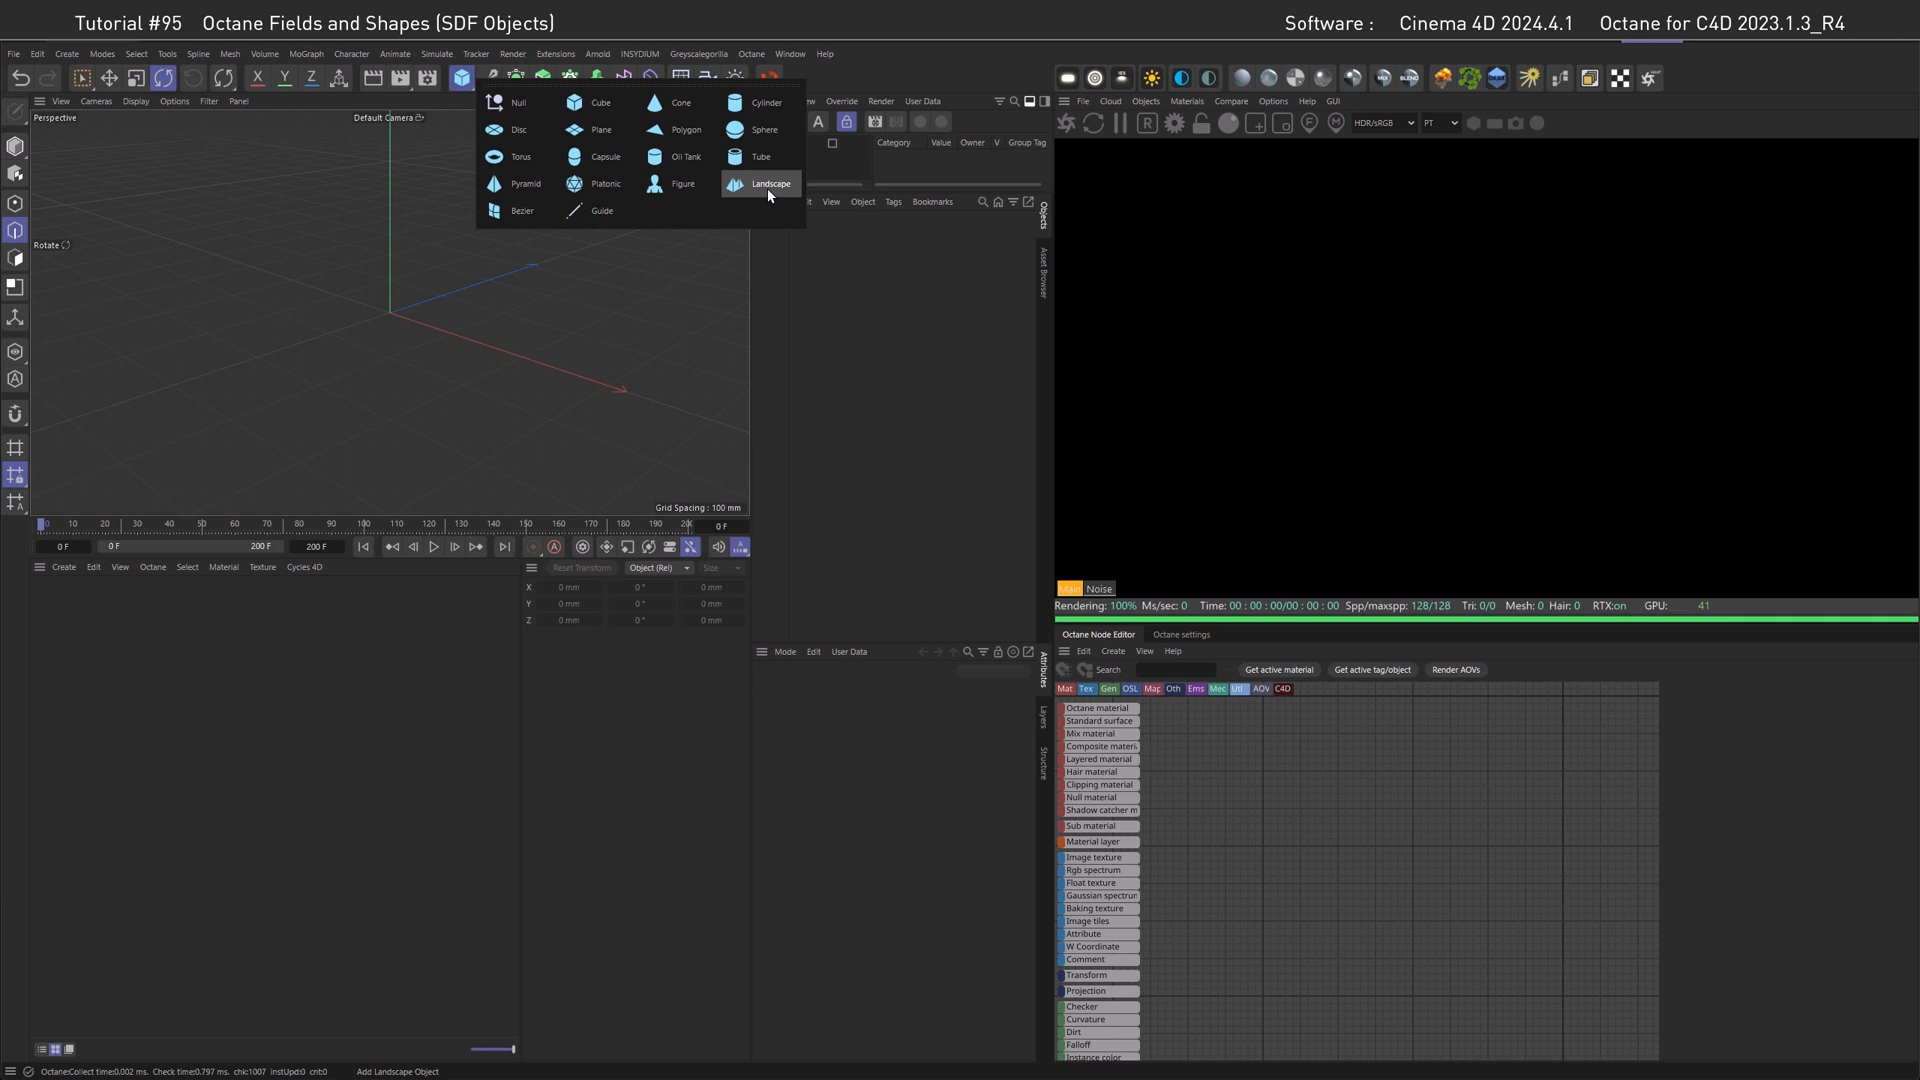 Tutorial #95 Octane Fields and Shapes (SDF Objects)
Software : Cinema 4D 2024.4.1 Octane for C4D 2023.1.3_R4
File Edit Create Modes Select Tools Spline Mesh Volume MoGraph Character Animate Simulate Tracker Render Extensions Arnold INSYDIUM Greyscalegorilla Octane Window Help
X Y Z
View Cameras Display Options Filter Panel
Perspective
Default Camera
Rotate
Grid Spacing : 100 mm
Null Cube Cone Cylinder
Disc Plane Polygon Sphere
Torus Capsule Oil Tank Tube
Pyramid Platonic Figure Landscape
Bezier Guide
Override Render User Data
A
Category Value Owner V Group Tag
View Object Tags Bookmarks
Objects
Asset Browser
File Cloud Objects Materials Compare Options Help GUI
R F M HDR/sRGB PT
Main Noise
Rendering: 100% Ms/sec: 0 Time: 00 : 00 : 00/00 : 00 : 00 Spp/maxspp: 128/128 Tri: 0/0 Mesh: 0 Hair: 0 RTX:on GPU: 41
0 10 20 30 40 50 60 70 80 90 100 110 120 130 140 150 160 170 180 190 0 F
0 F 0 F 200 F 200 F
Create Edit View Octane Select Material Texture Cycles 4D
Reset Transform Object (Rel) Size
X 0 mm 0 ° 0 mm
Y 0 mm 0 ° 0 mm
Z 0 mm 0 ° 0 mm
Mode Edit User Data
Attributes
Layers
Structure
Octane Node Editor Octane settings
Edit Create View Help
Search Get active material Get active tag/object Render AOVs
Mat Tex Gen OSL Map Oth Ems Mec Utl AOV C4D
Octane material
Standard surface
Mix material
Composite materi
Layered material
Hair material
Clipping material
Null material
Shadow catcher m
Sub material
Material layer
Image texture
Rgb spectrum
Float texture
Gaussian spectrum
Baking texture
Image tiles
Attribute
W Coordinate
Comment
Transform
Projection
Checker
Curvature
Dirt
Falloff
Instance color
Octane:Collect time:0.002 ms. Check time:0.797 ms. chk:1007 instUpd:0 cnt:0 Add Landscape Object